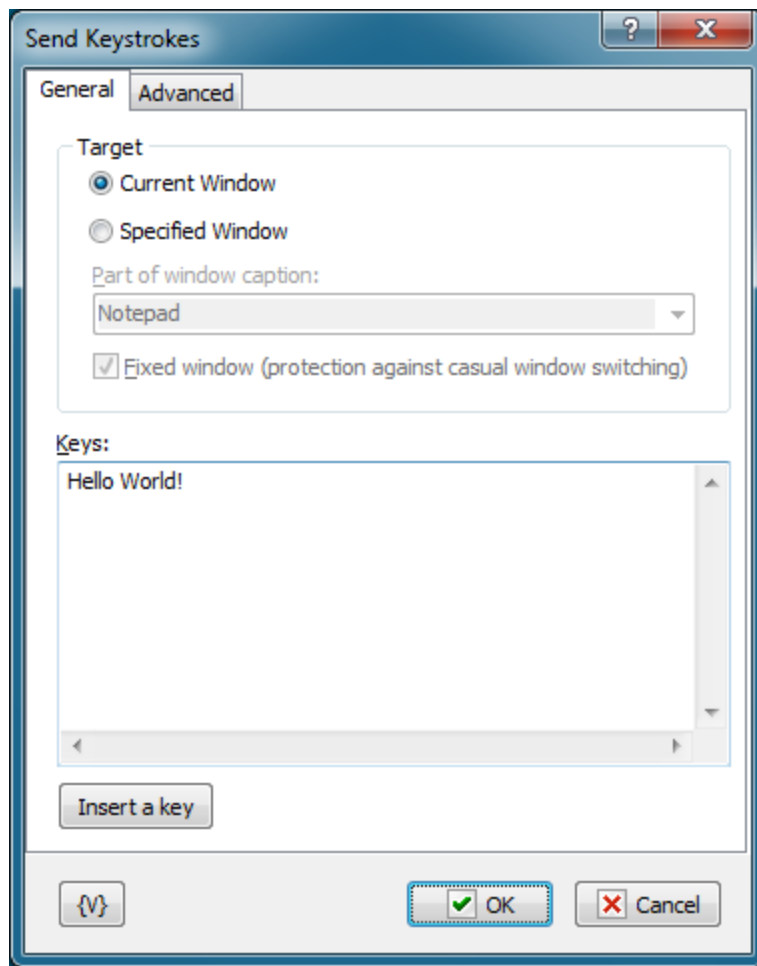 Send Keystrokes
?
General
Advanced
Target
Current Window
Specified Window
Part of window caption:
Notepad
Fixed window (protection against casual window switching)
Keys:
Hello World!
Insert a key
{V}
OK
Cancel